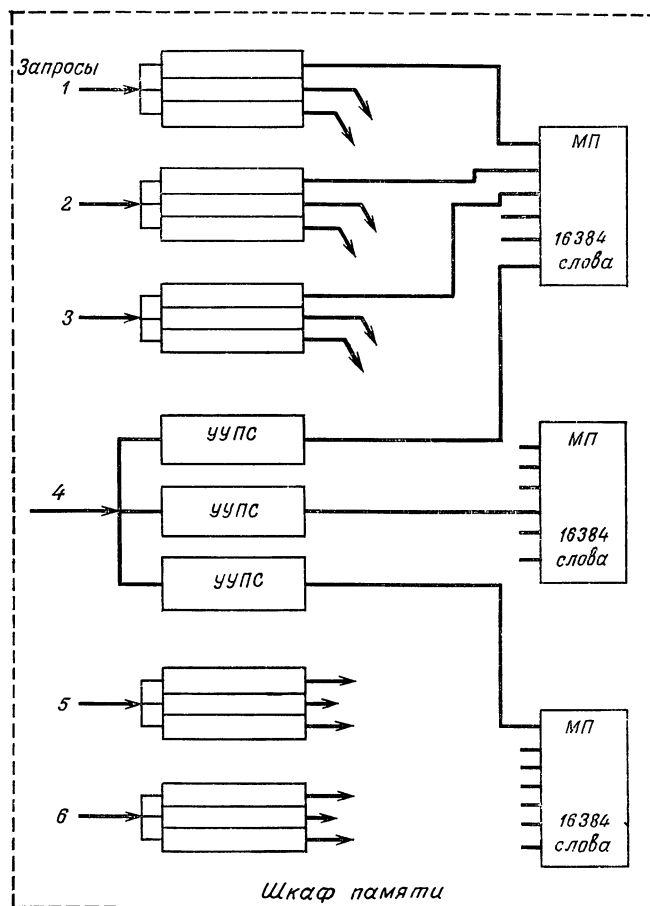 Запросы
1
2
3
4
5
6
УУПС
УУПС
УУПС
МП
16384
слова
МП
16384
слова
МП
16384
слова
Шкаф памяти